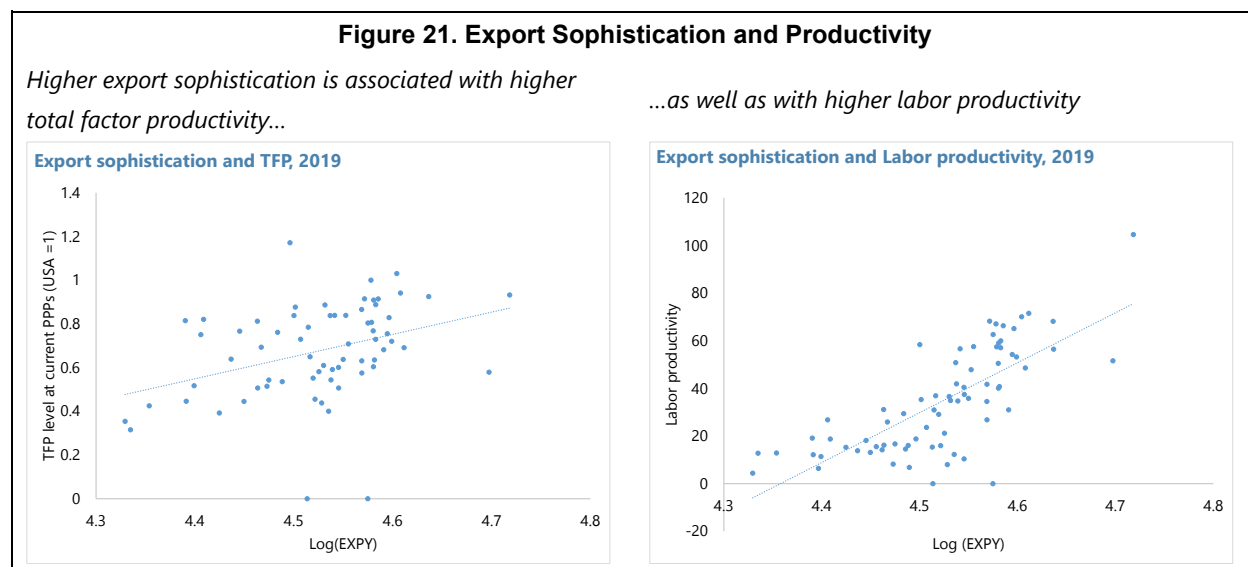 Figure 21. Export Sophistication and Productivity
Higher export sophistication is associated with higher
total factor productivity...
...as well as with higher labor productivity
Export sophistication and TFP, 2019
1.4
1.2
1
0.8
0.6
0.4
0.2
0
TFP level at current PPPs (USA =1)
4.3 4.4 4.5 4.6 4.7 4.8
Log(EXPY)
Export sophistication and Labor productivity, 2019
120
100
80
60
40
20
0
-20
Labor productivity
4.3 4.4 4.5 4.6 4.7 4.8
Log (EXPY)